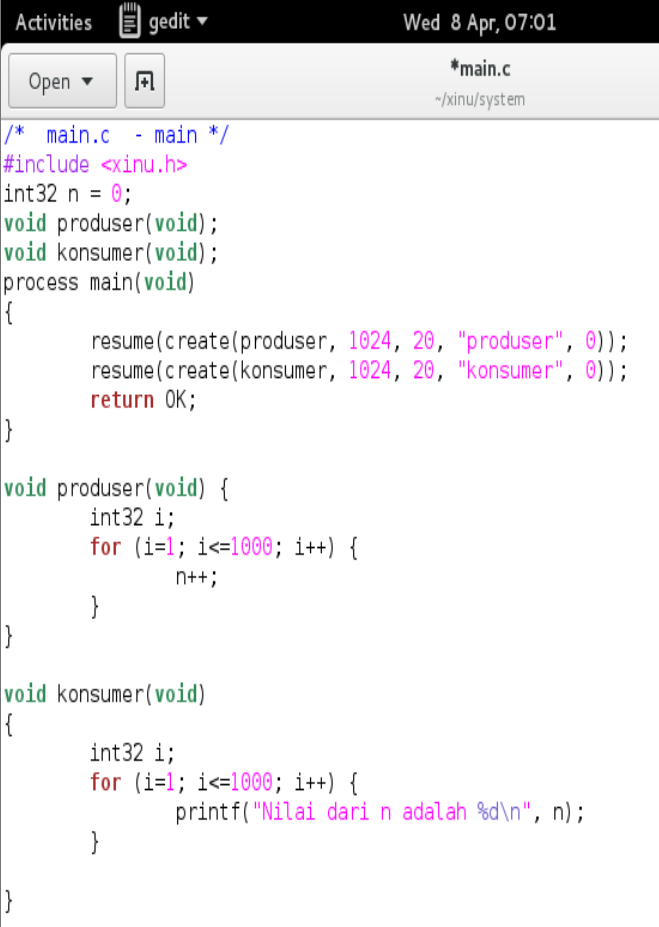 Activities gedit Wed 8 Apr, 07:01
Open *main.c
~/xinu/system
/*  main.c  - main */
#include <xinu.h>
int32 n = 0;
void produser(void);
void konsumer(void);
process main(void)
{
        resume(create(produser, 1024, 20, "produser", 0));
        resume(create(konsumer, 1024, 20, "konsumer", 0));
        return OK;
}

void produser(void) {
        int32 i;
        for (i=1; i<=1000; i++) {
                n++;
        }
}

void konsumer(void)
{
        int32 i;
        for (i=1; i<=1000; i++) {
                printf("Nilai dari n adalah %d\n", n);
        }

}